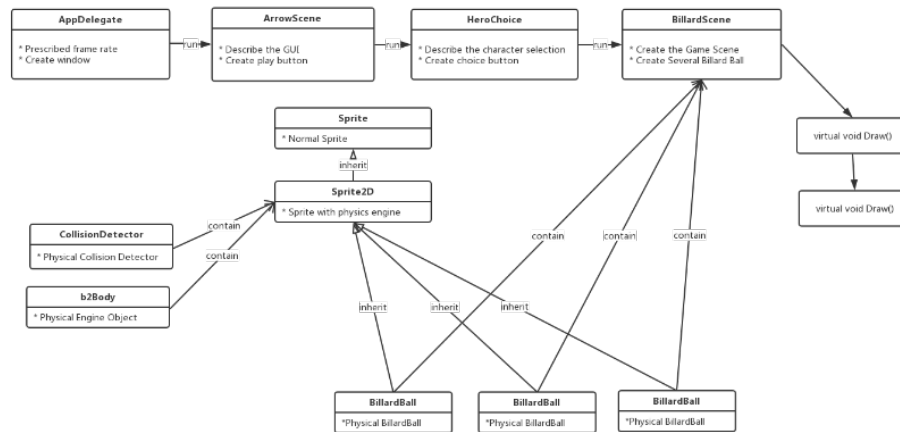 AppDelegate
* Prescribed frame rate
* Create window
run
ArrowScene
* Describe the GUI
* Create play button
run
HeroChoice
* Describe the character selection
* Create choice button
run
BillardScene
* Create the Game Scene
* Create Several Billard Ball
Sprite
* Normal Sprite
inherit
Sprite2D
* Sprite with physics engine
virtual void Draw()
virtual void Draw()
CollisionDetector
* Physical Collision Detector
contain
contain
b2Body
* Physical Engine Object
contain
contain
contain
inherit
inherit
inherit
BillardBall
*Physical BillardBall
BillardBall
*Physical BillardBall
BillardBall
*Physical BillardBall